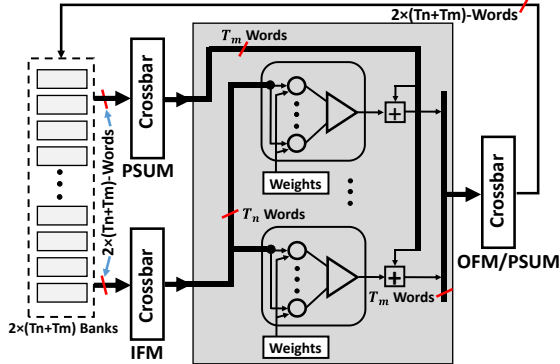 2×(Tn+Tm)-Words
Tm Words
Crossbar
PSUM
Weights
2×(Tn+Tm)-Words
Tn Words
Crossbar
OFM/PSUM
Crossbar
IFM
Tm Words
Weights
2×(Tn+Tm) Banks